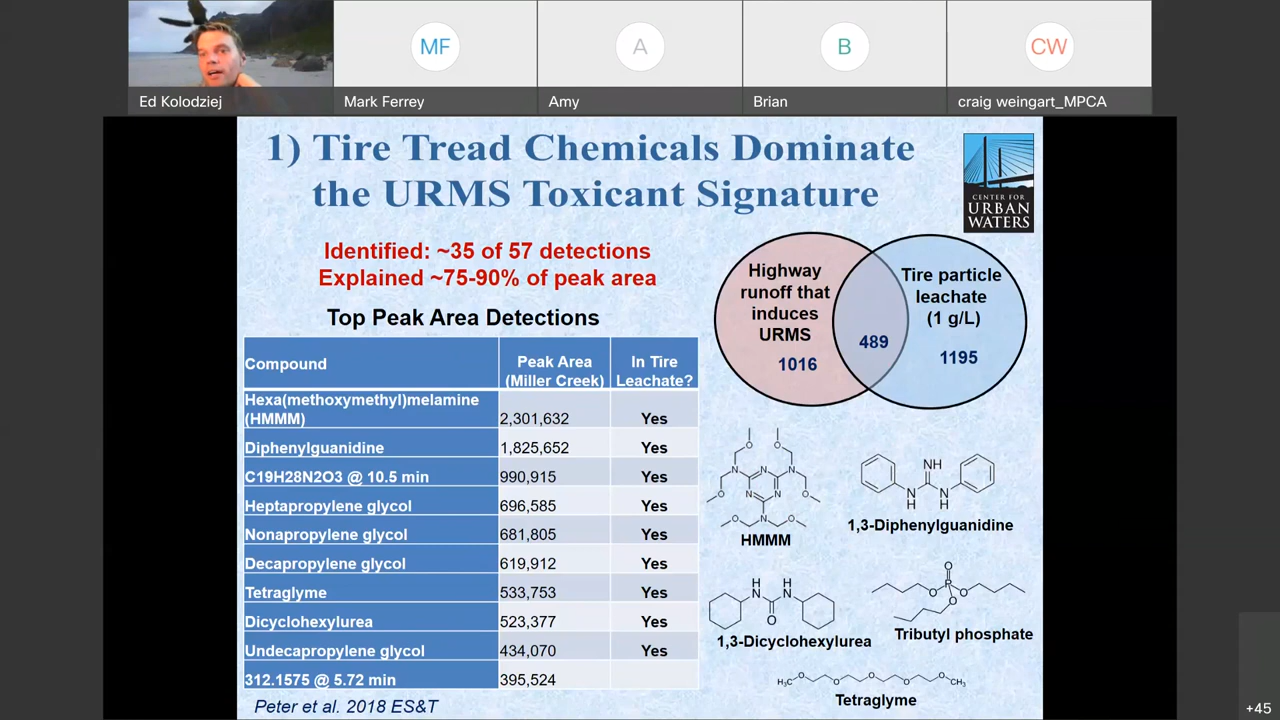 MF
A
B
CW
Ed Kolodziej
Mark Ferrey
Amy
Brian
craig weingart_MPCA
1) Tire Tread Chemicals Dominate
the URMS Toxicant Signature
CENTER FOR
URBAN
WATERS
Identified: ~35 of 57 detections
Explained ~75-90% of peak area
Top Peak Area Detections
Compound
Peak Area
(Miller Creek)
In Tire
Leachate?
Hexa(methoxymethyl)melamine
(HMMM) 2,301,632 Yes
Diphenylguanidine 1,825,652 Yes
C19H28N2O3 @ 10.5 min 990,915 Yes
Heptapropylene glycol 696,585 Yes
Nonapropylene glycol 681,805 Yes
Decapropylene glycol 619,912 Yes
Tetraglyme 533,753 Yes
Dicyclohexylurea 523,377 Yes
Undecapropylene glycol 434,070 Yes
312.1575 @ 5.72 min 395,524
Peter et al. 2018 ES&T
Highway
runoff that
induces
URMS
1016
489
Tire particle
leachate
(1 g/L)
1195
HMMM
1,3-Diphenylguanidine
1,3-Dicyclohexylurea
Tributyl phosphate
Tetraglyme
+45